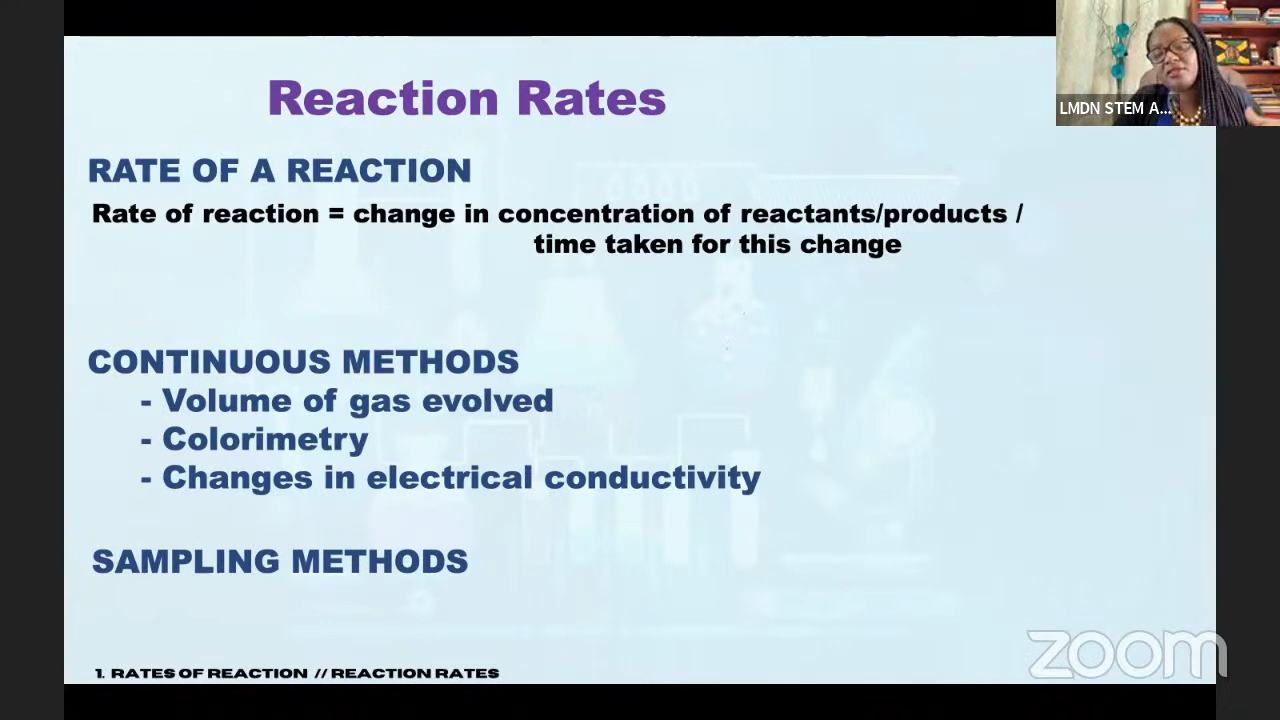 Reaction Rates
LMDN STEM A...
RATE OF A REACTION
Rate of reaction = change in concentration of reactants/products /
time taken for this change
CONTINUOUS METHODS
- Volume of gas evolved
- Colorimetry
- Changes in electrical conductivity
SAMPLING METHODS
zoom
1. RATES OF REACTION // REACTION RATES